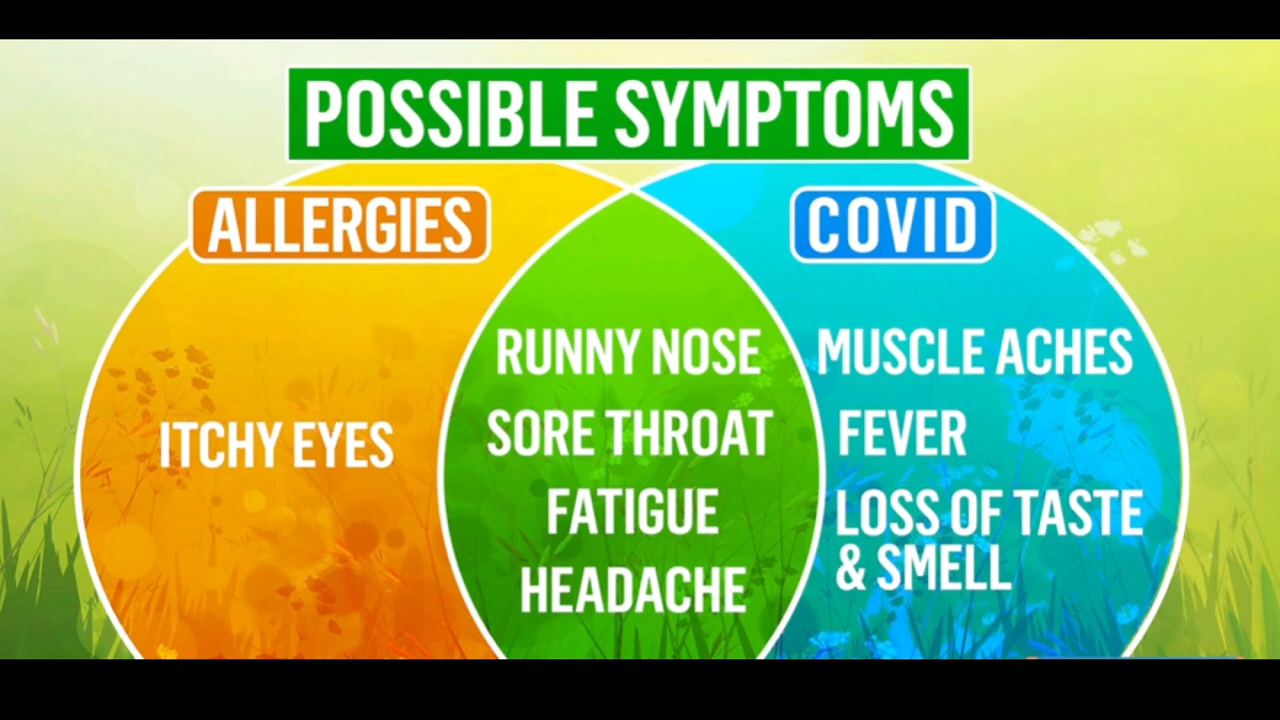 POSSIBLE SYMPTOMS
ALLERGIES
ITCHY EYES
RUNNY NOSE
SORE THROAT
FATIGUE
HEADACHE
COVID
MUSCLE ACHES
FEVER
LOSS OF TASTE
& SMELL